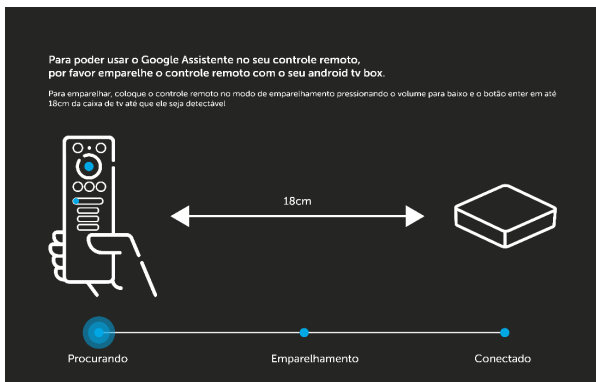 Para poder usar o Google Assistente no seu controle remoto,
por favor emparelhe o controle remoto com o seu android tv box.
Para emparelhar, coloque o controle remoto no modo de emparelhamento pressionando o volume para baixo e o botão enter em até
18cm da caixa de tv até que ele seja detectável
18cm
Procurando
Emparelhamento
Conectado